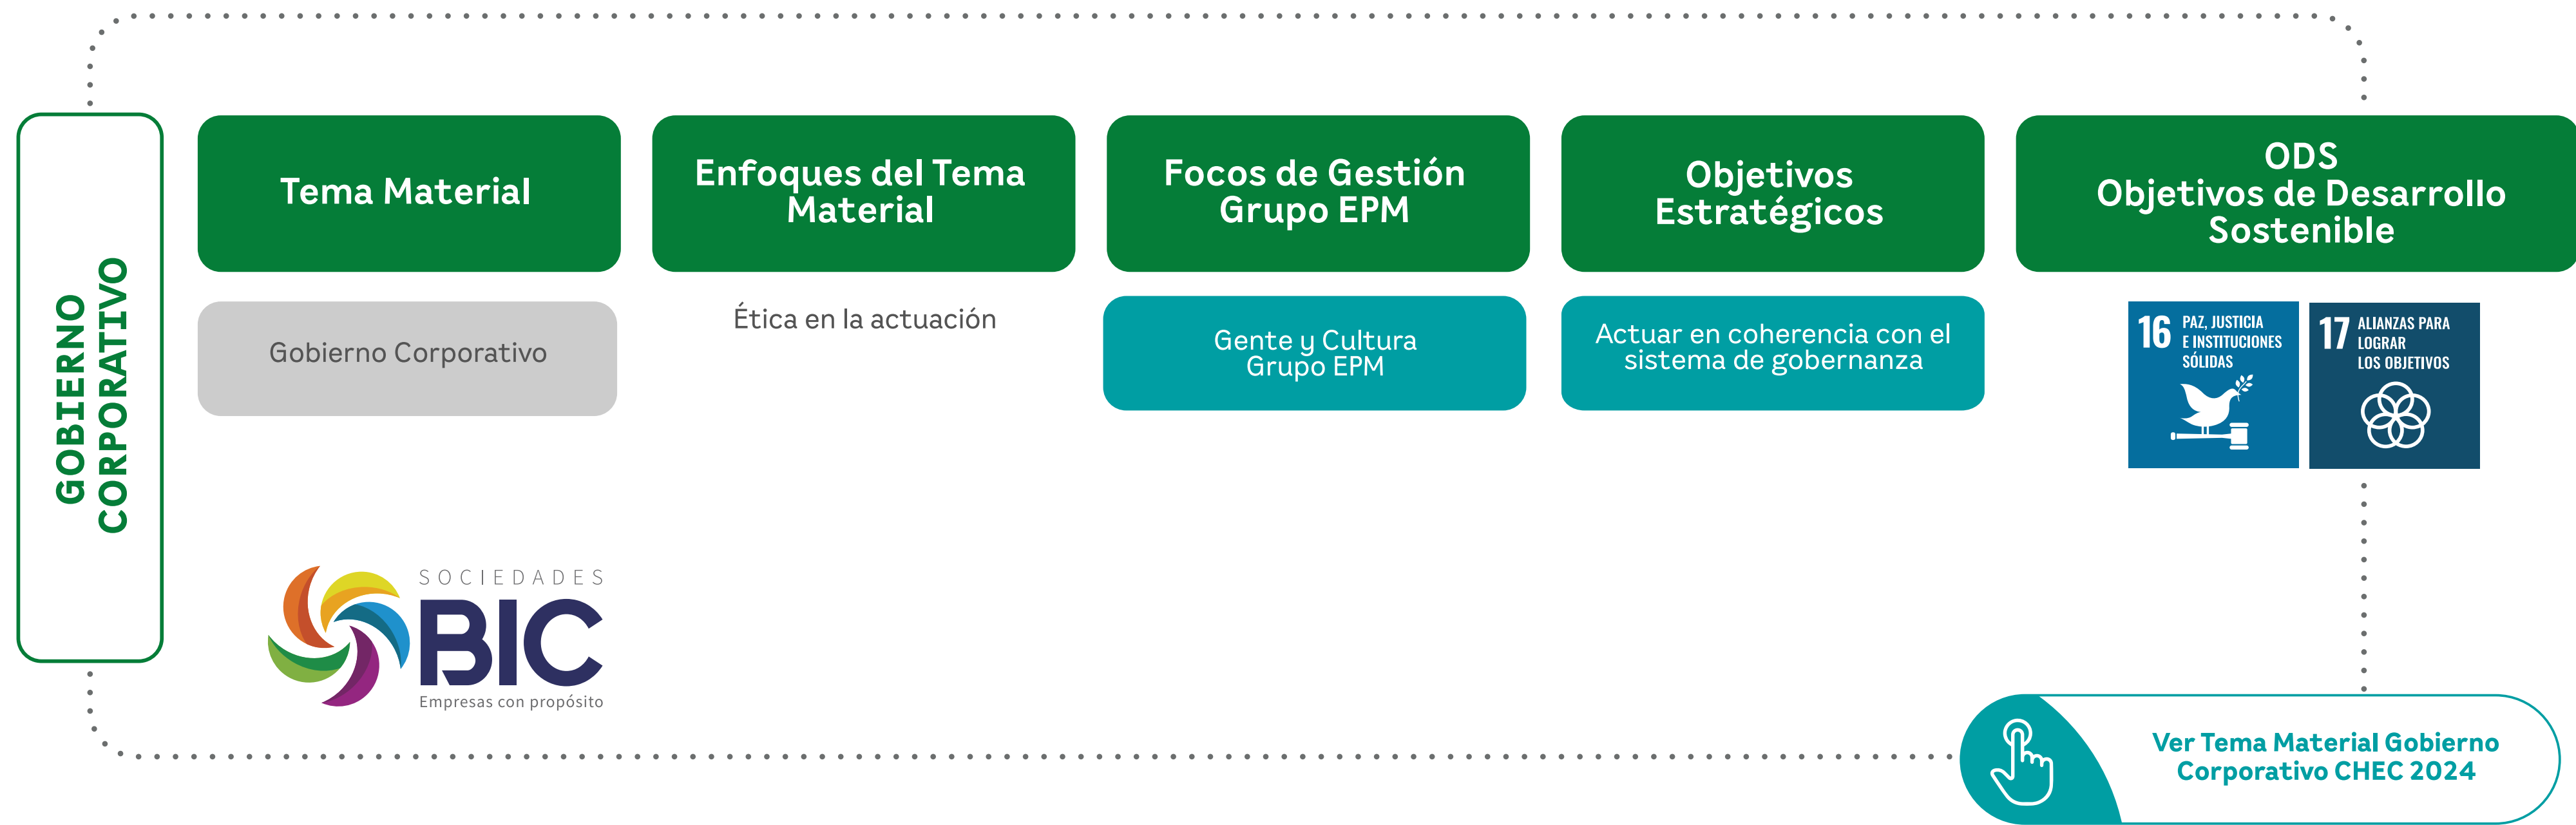 GOBIERNO
CORPORATIVO
Tema Material
Enfoques del Tema
Material
Focos de Gestión
Grupo EPM
Objetivos
Estratégicos
ODS
Objetivos de Desarrollo
Sostenible
Gobierno Corporativo
Ética en la actuación
Gente y Cultura
Grupo EPM
Actuar en coherencia con el
sistema de gobernanza
16 PAZ, JUSTICIA
E INSTITUCIONES
SÓLIDAS
17 ALIANZAS PARA
LOGRAR
LOS OBJETIVOS
SOCIEDADES
BIC
Empresas con propósito
Ver Tema Material Gobierno
Corporativo CHEC 2024